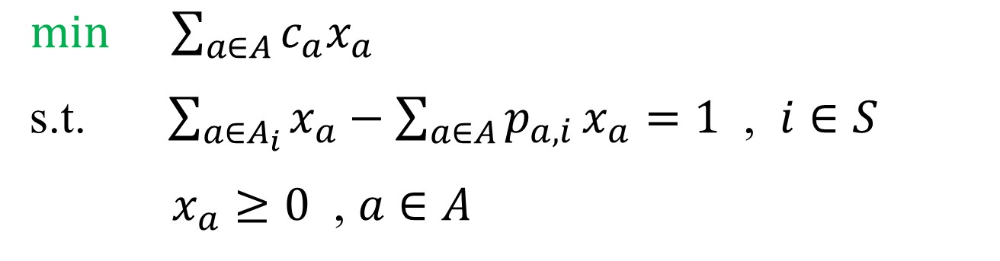 min ∑_{a∈A} c_a x_a
s.t. ∑_{a∈A_i} x_a − ∑_{a∈A} p_{a,i} x_a = 1 , i ∈ S
x_a ≥ 0 , a ∈ A